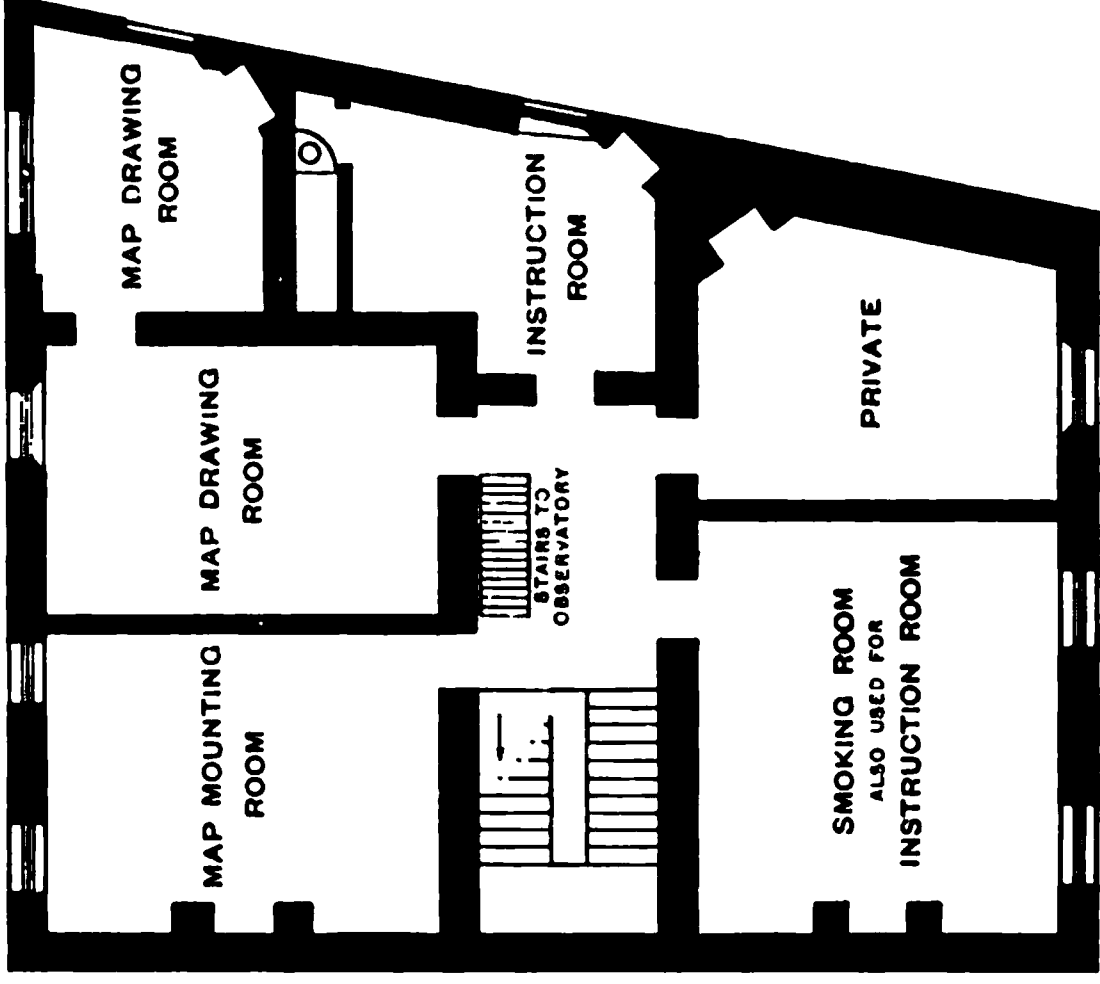 MAP DRAWING
ROOM
MAP DRAWING
ROOM
MAP MOUNTING
ROOM
INSTRUCTION
ROOM
STAIRS TO
OBSERVATORY
PRIVATE
SMOKING ROOM
ALSO USED FOR
INSTRUCTION ROOM